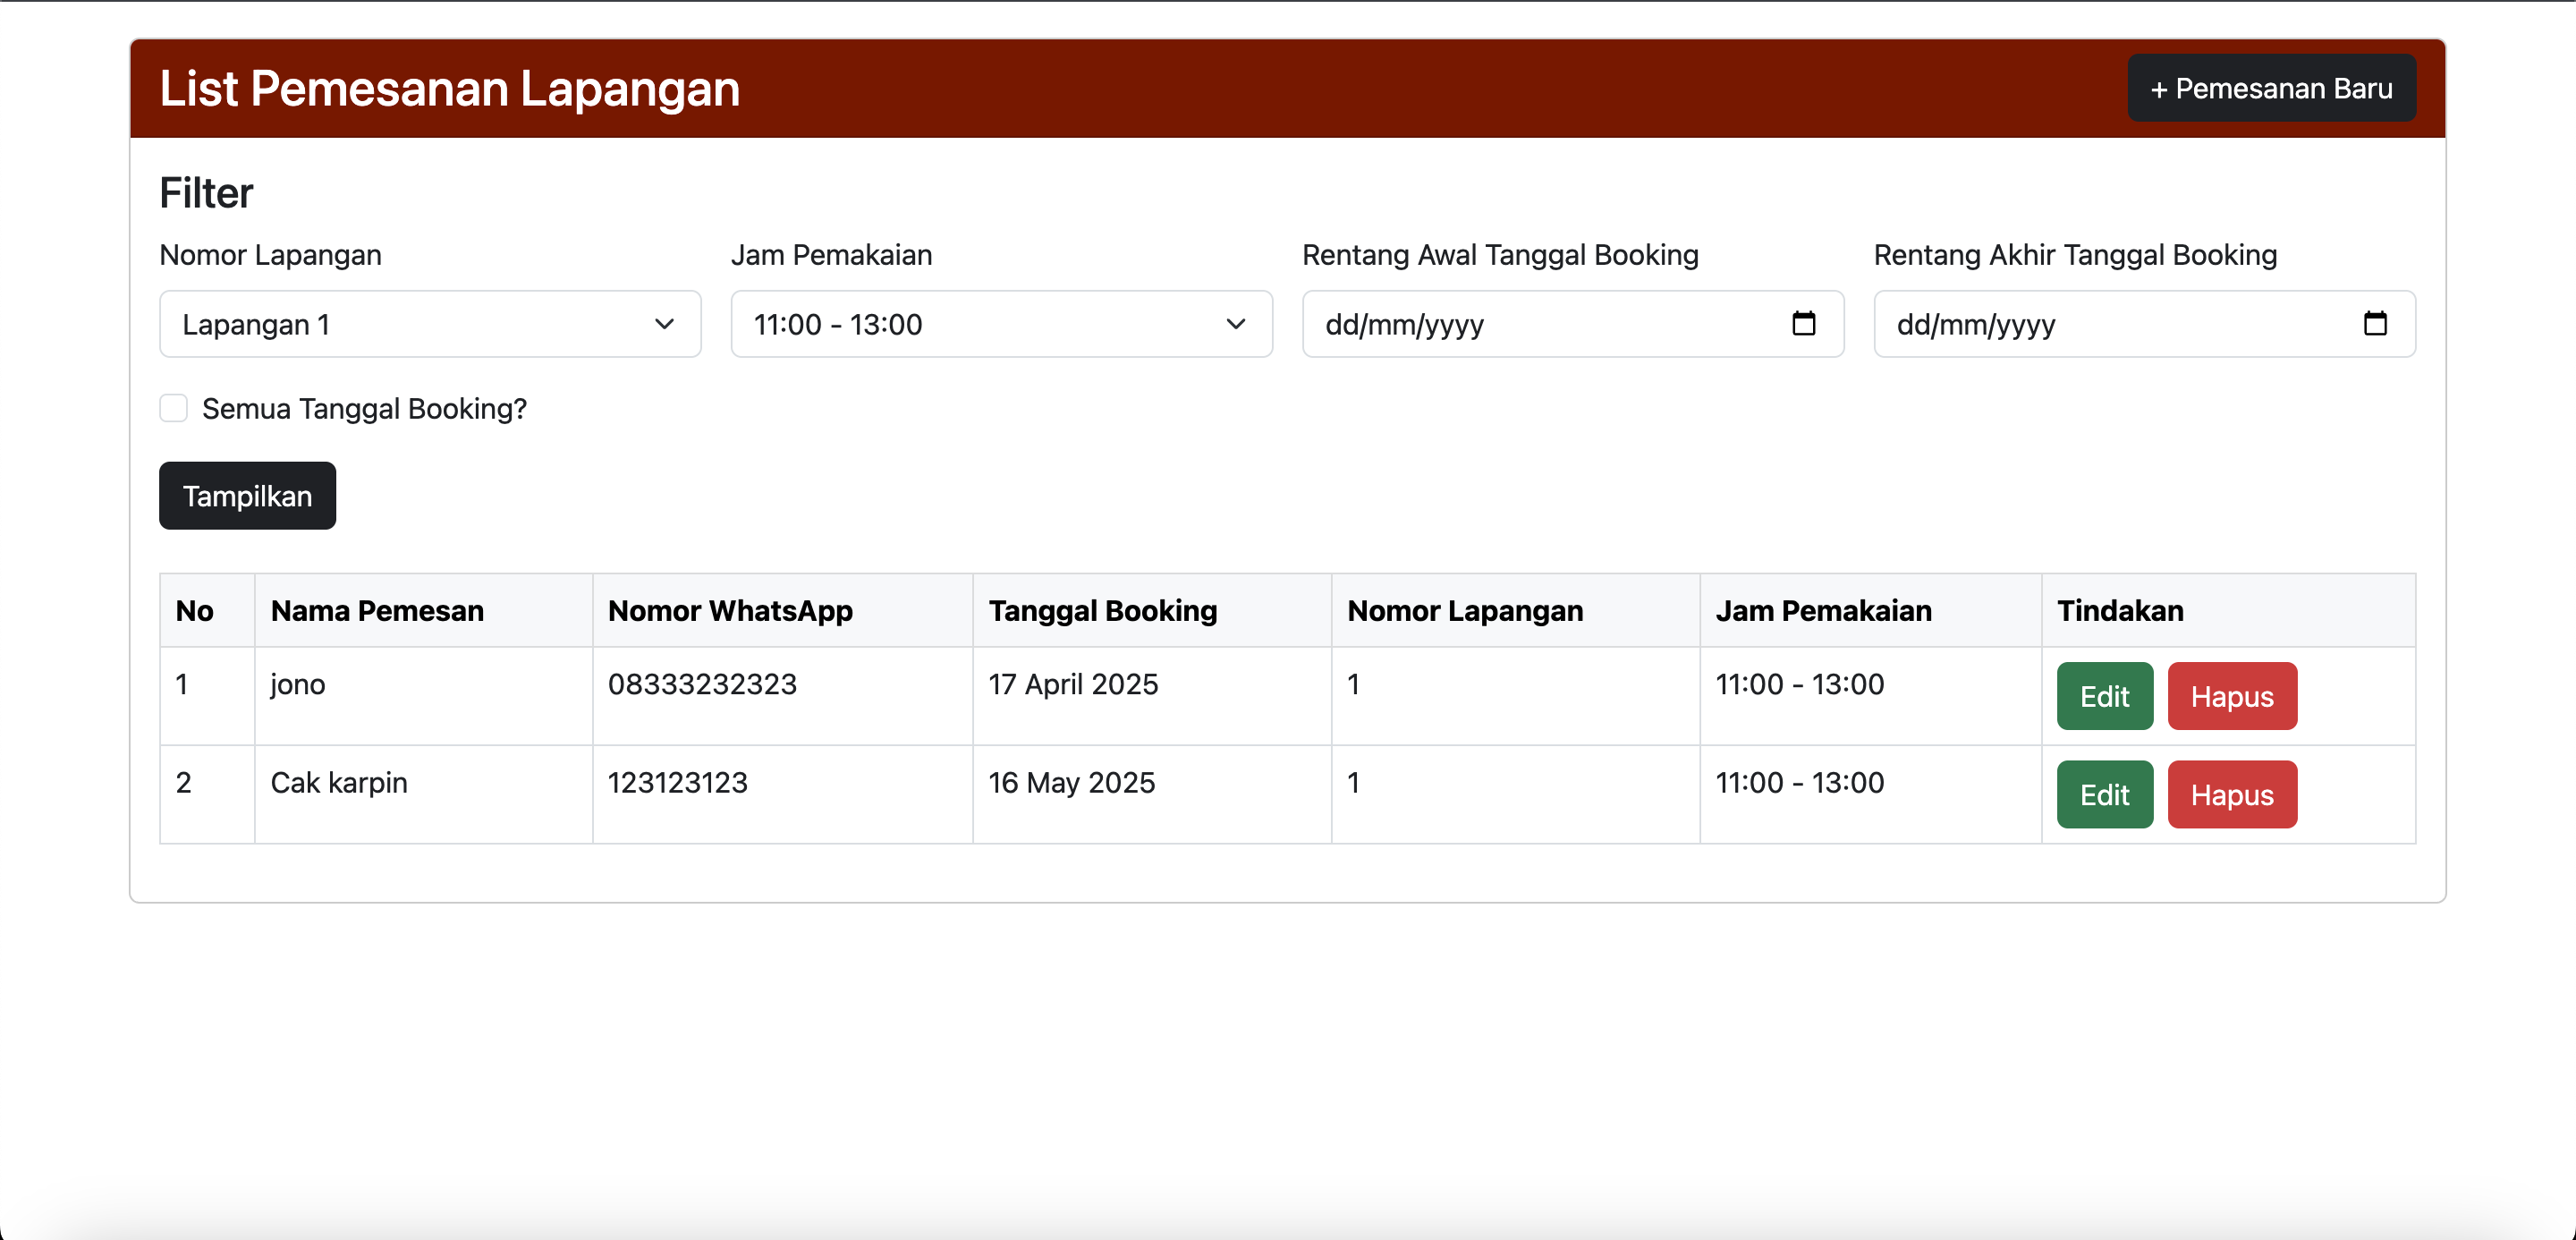 List Pemesanan Lapangan
+ Pemesanan Baru
Filter
Nomor Lapangan Jam Pemakaian Rentang Awal Tanggal Booking Rentang Akhir Tanggal Booking
Lapangan 1 11:00 - 13:00 dd/mm/yyyy dd/mm/yyyy
Semua Tanggal Booking?
Tampilkan
No Nama Pemesan Nomor WhatsApp Tanggal Booking Nomor Lapangan Jam Pemakaian Tindakan
1 jono 08333232323 17 April 2025 1 11:00 - 13:00 Edit Hapus
2 Cak karpin 123123123 16 May 2025 1 11:00 - 13:00 Edit Hapus